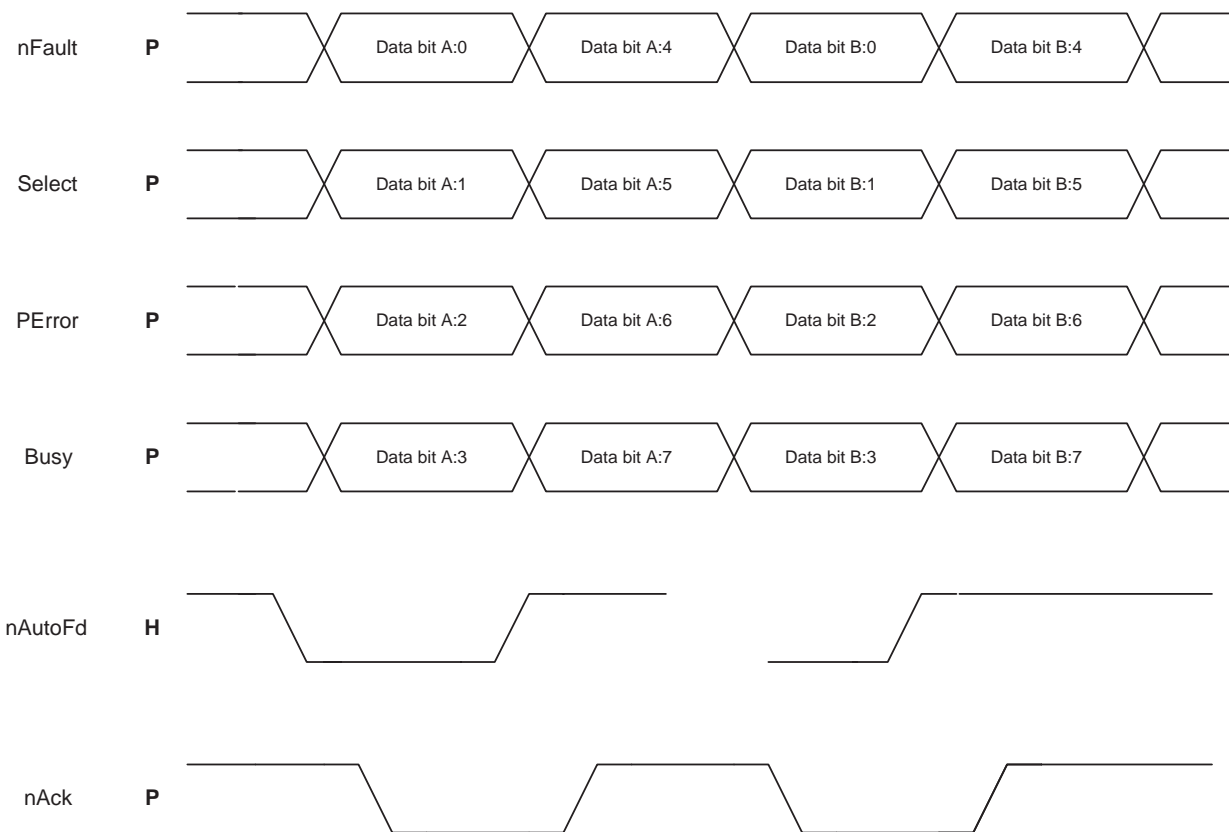 nFault P Data bit A:0 Data bit A:4 Data bit B:0 Data bit B:4
Select P Data bit A:1 Data bit A:5 Data bit B:1 Data bit B:5
PError P Data bit A:2 Data bit A:6 Data bit B:2 Data bit B:6
Busy P Data bit A:3 Data bit A:7 Data bit B:3 Data bit B:7
nAutoFd H
nAck P